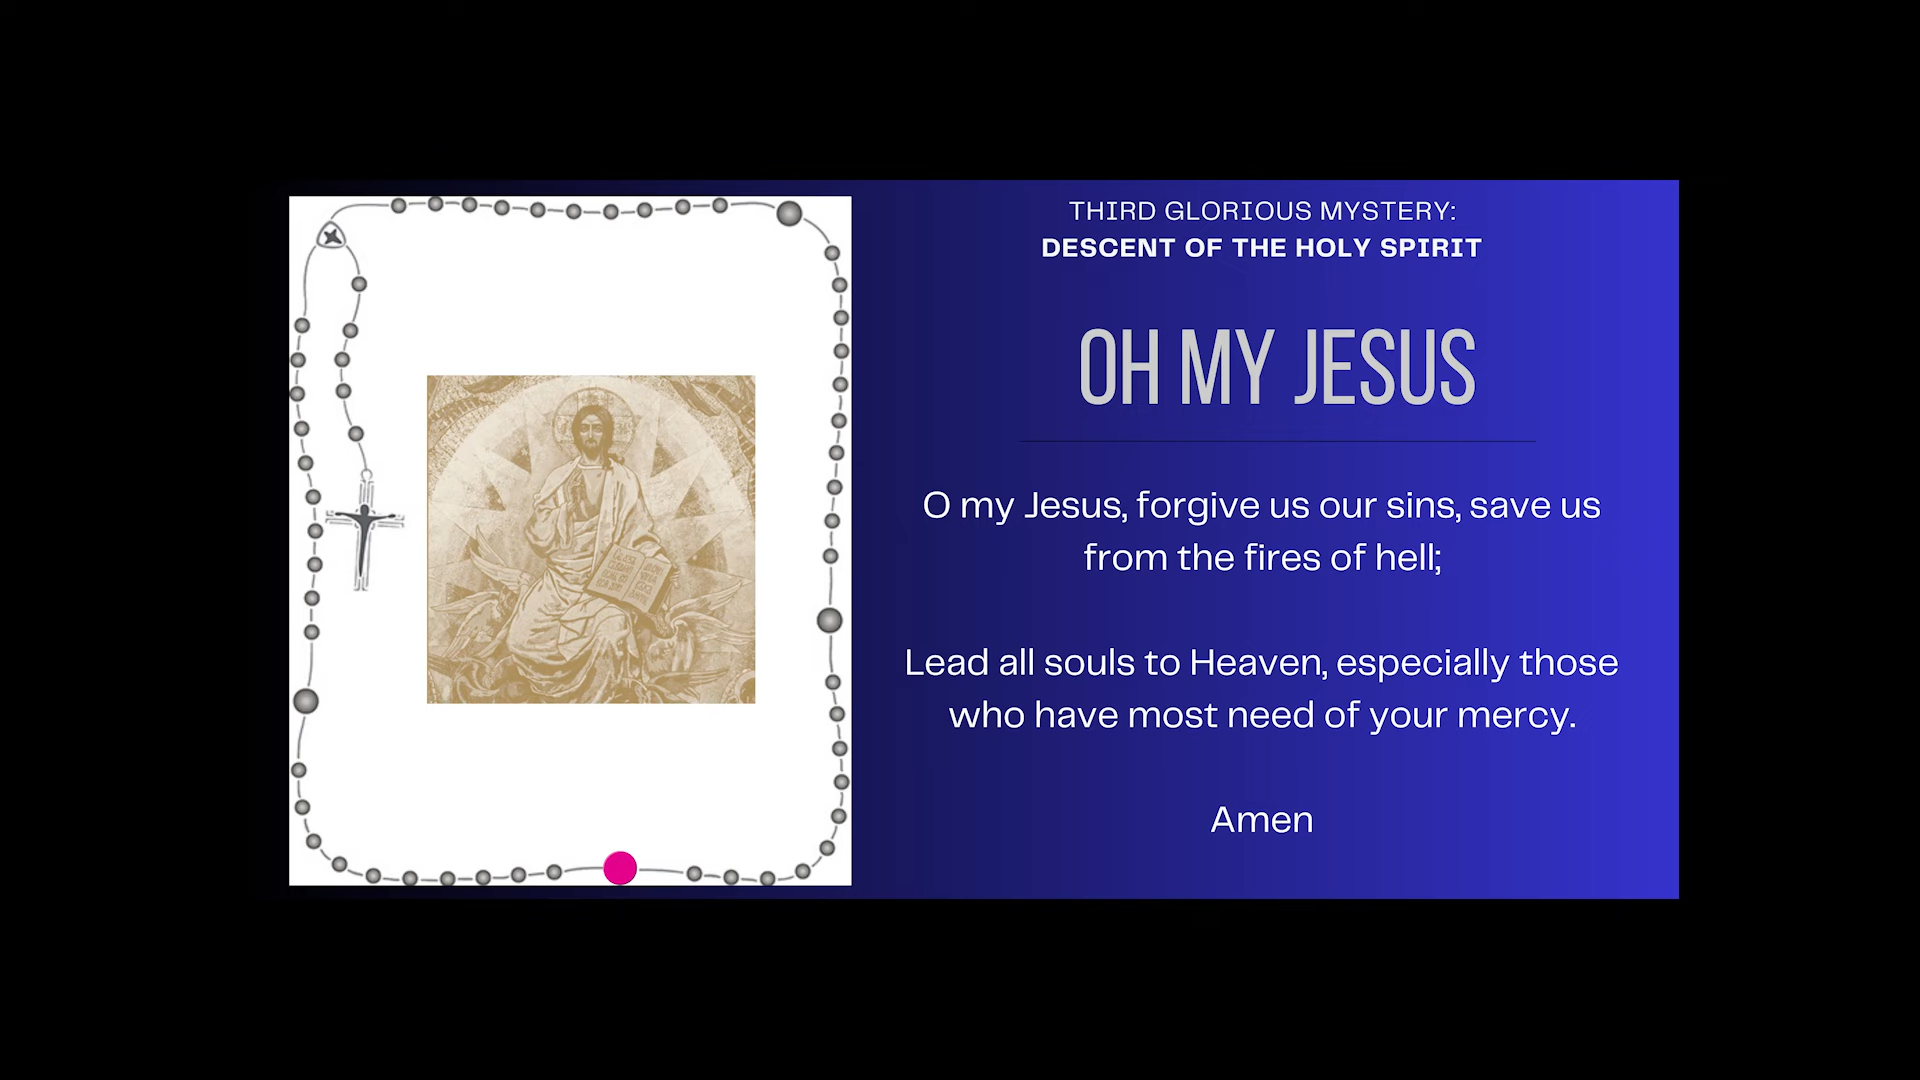 THIRD GLORIOUS MYSTERY:
DESCENT OF THE HOLY SPIRIT
OH MY JESUS
O my Jesus, forgive us our sins, save us
from the fires of hell;
Lead all souls to Heaven, especially those
who have most need of your mercy.
Amen